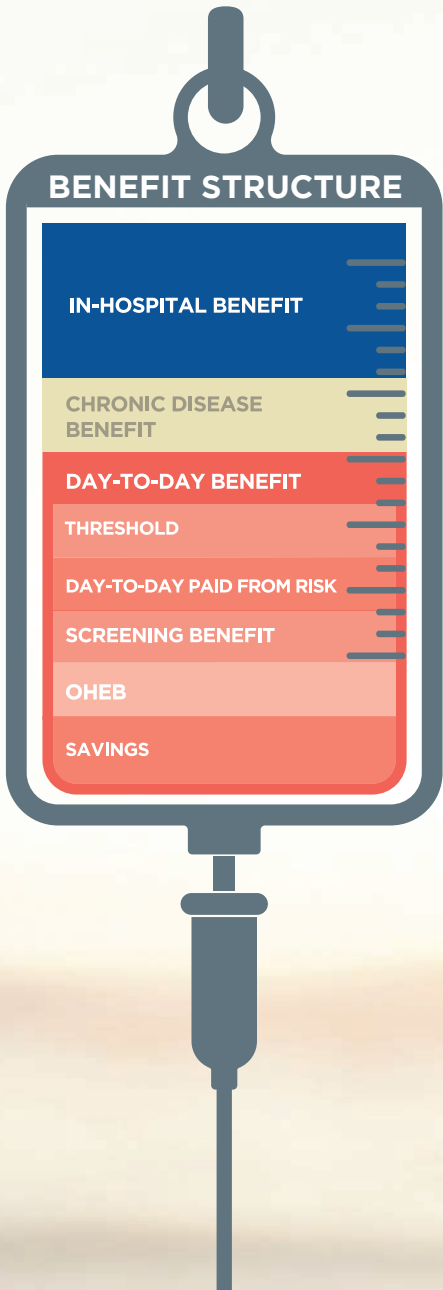 BENEFIT STRUCTURE
IN-HOSPITAL BENEFIT
CHRONIC DISEASE
BENEFIT
DAY-TO-DAY BENEFIT
THRESHOLD
DAY-TO-DAY PAID FROM RISK
SCREENING BENEFIT
OHEB
SAVINGS